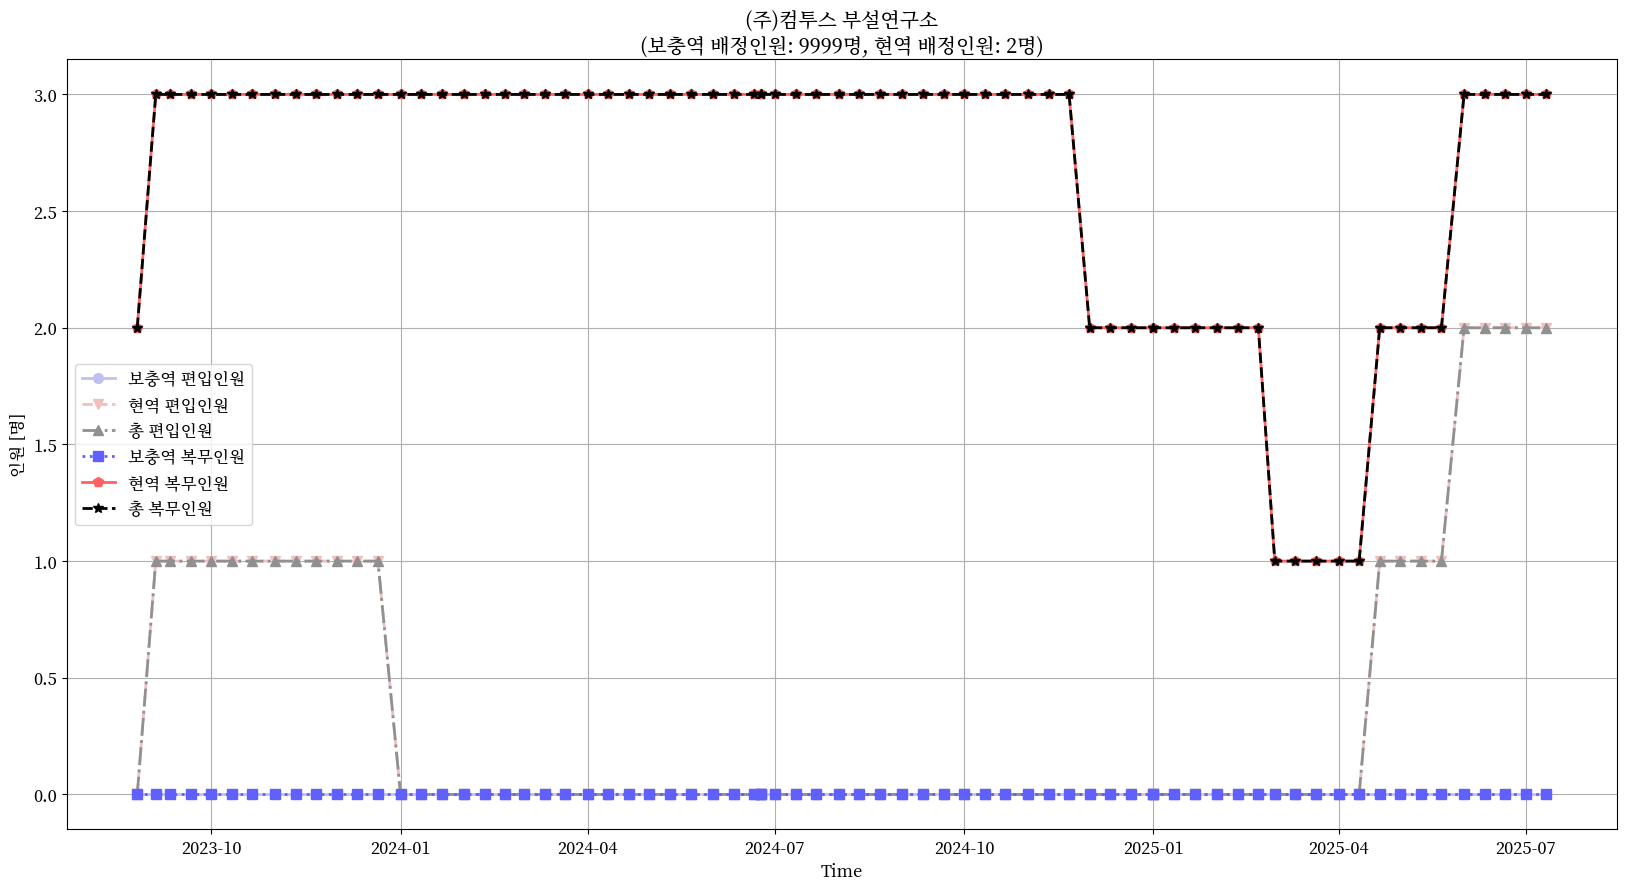 (주)컴투스 부설연구소
(보충역 배정인원: 9999명, 현역 배정인원: 2명)
3.0
2.5
2.0
1.5
1.0
0.5
0.0
인원 [명]
보충역 편입인원
현역 편입인원
총 편입인원
보충역 복무인원
현역 복무인원
총 복무인원
2023-10 2024-01 2024-04 2024-07 2024-10 2025-01 2025-04 2025-07
Time